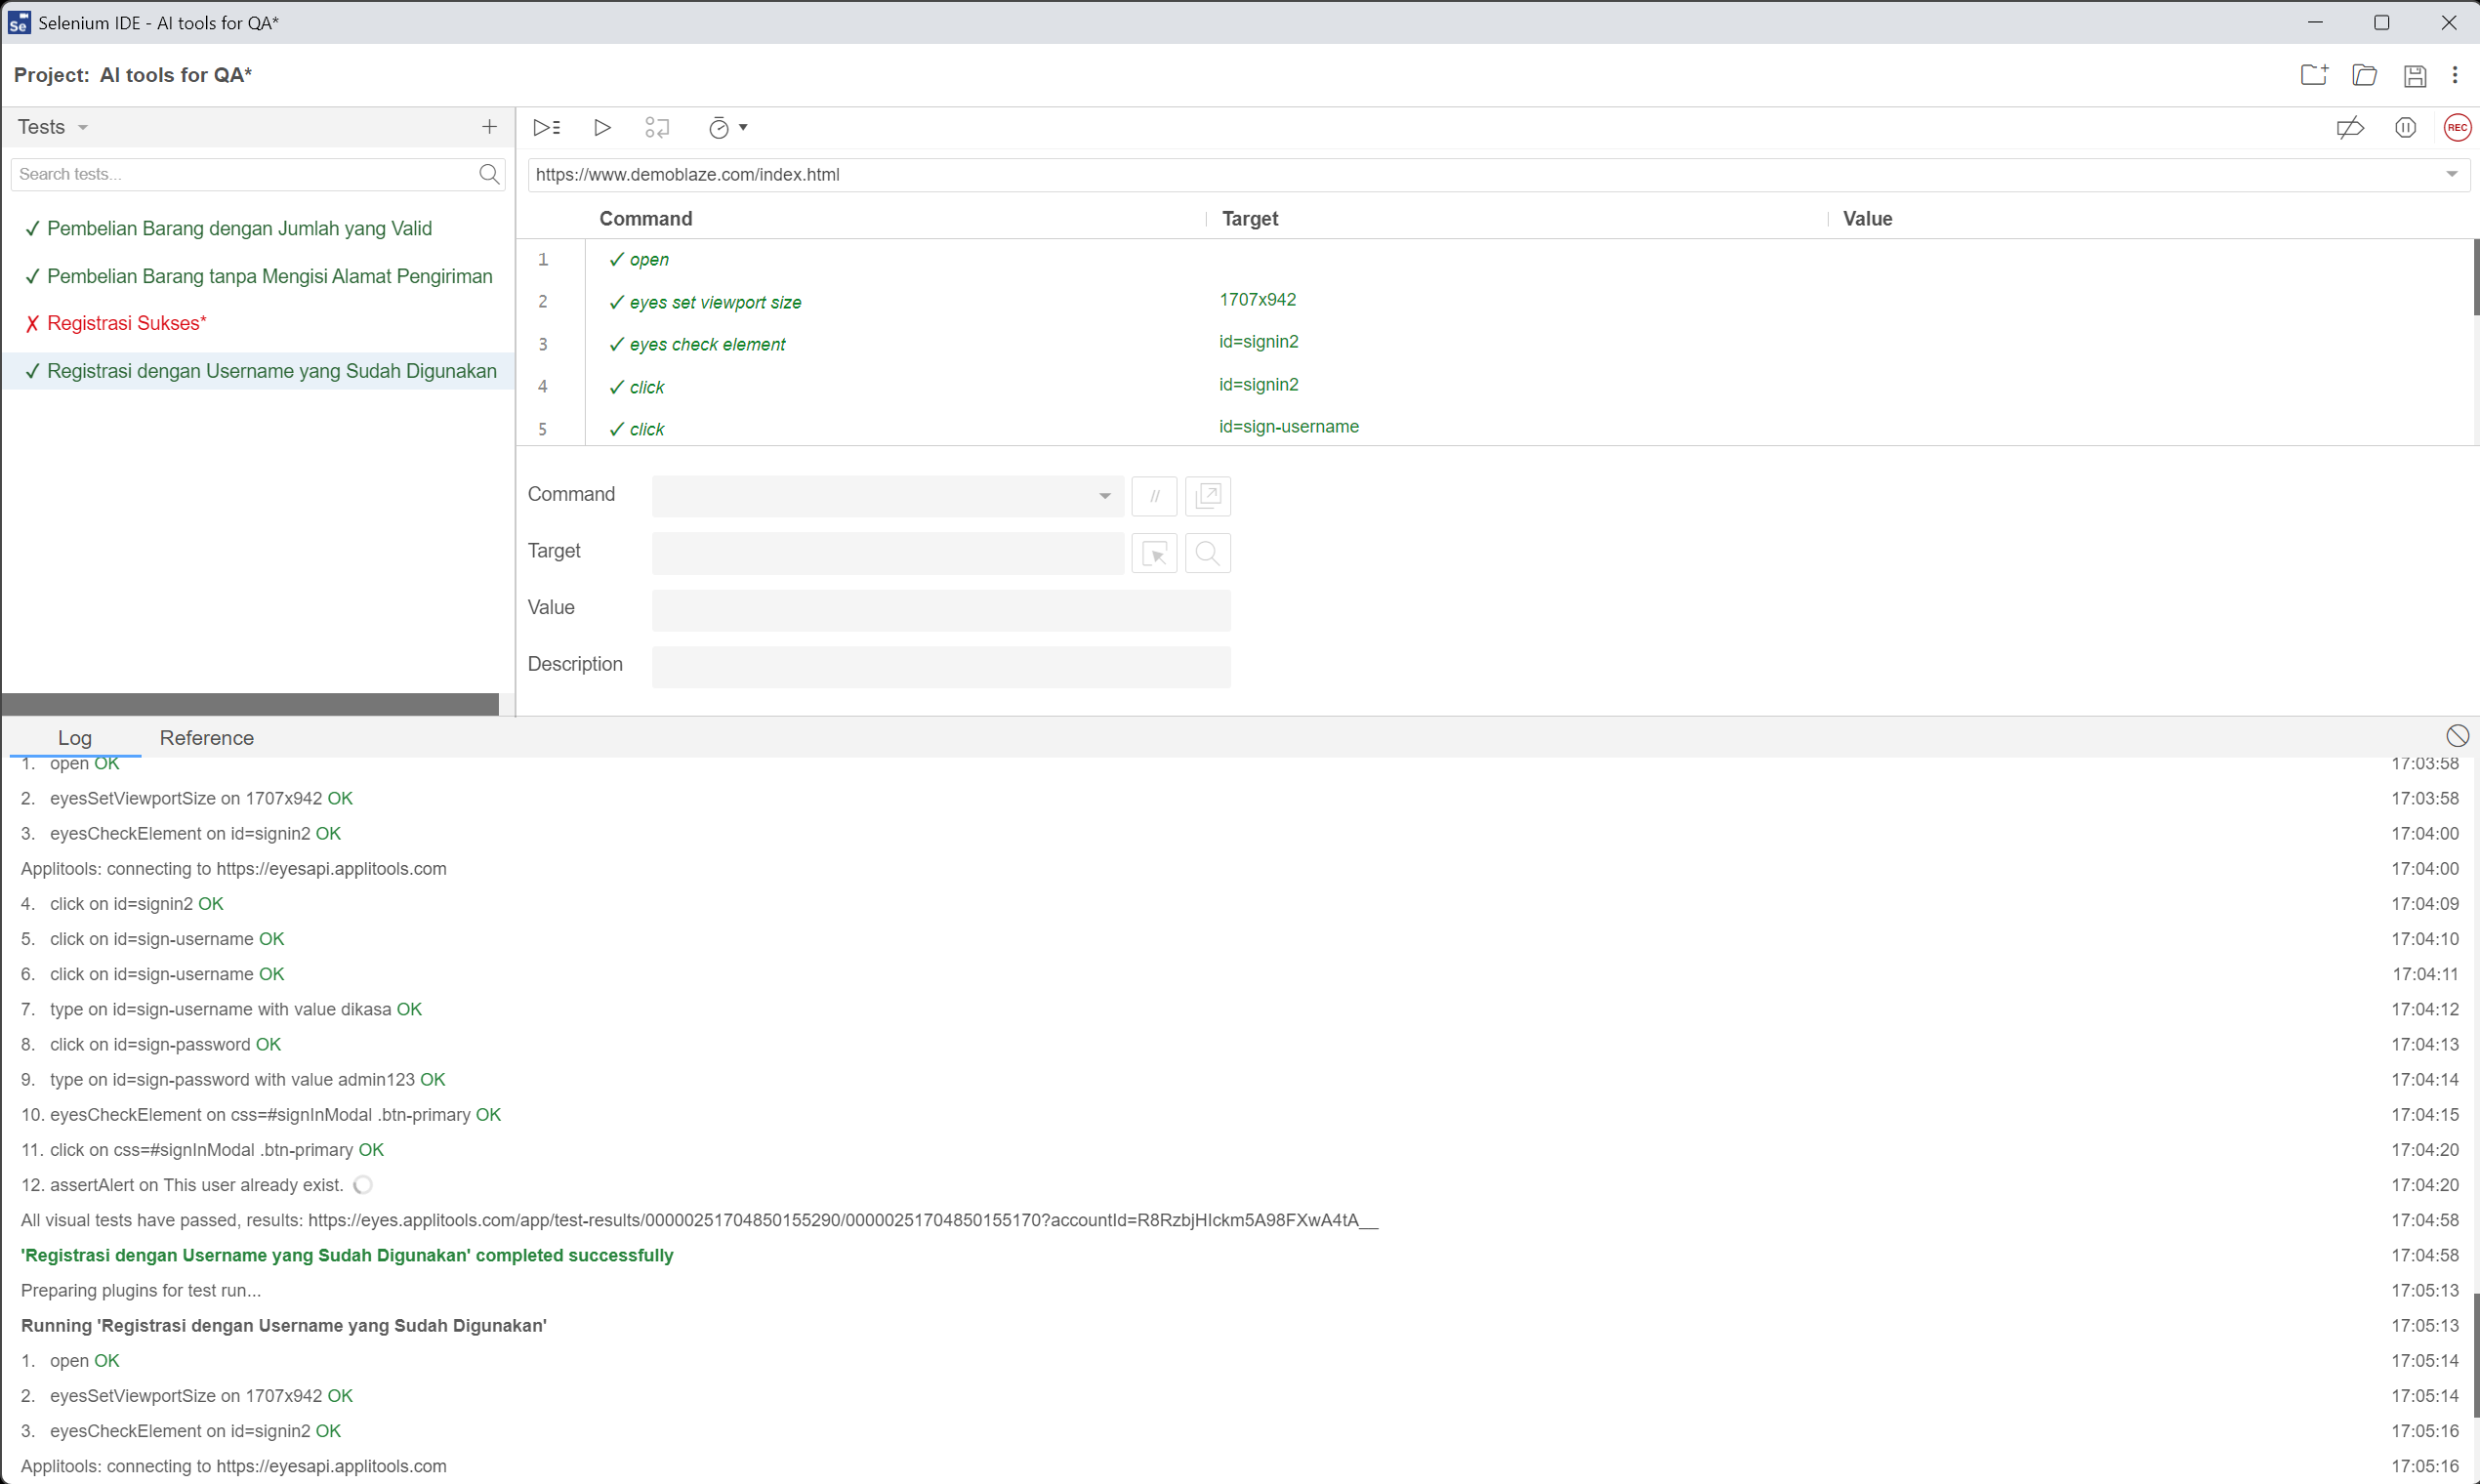 Selenium IDE - AI tools for QA*
Project: AI tools for QA*
Tests
Search tests...
✓ Pembelian Barang dengan Jumlah yang Valid
✓ Pembelian Barang tanpa Mengisi Alamat Pengiriman
✗ Registrasi Sukses*
✓ Registrasi dengan Username yang Sudah Digunakan
REC
https://www.demoblaze.com/index.html
Command Target Value
1 ✓ open
2 ✓ eyes set viewport size 1707x942
3 ✓ eyes check element id=signin2
4 ✓ click id=signin2
5 ✓ click id=sign-username
Command //
Target
Value
Description
Log Reference
1. open OK 17:03:58
2. eyesSetViewportSize on 1707x942 OK 17:03:58
3. eyesCheckElement on id=signin2 OK 17:04:00
Applitools: connecting to https://eyesapi.applitools.com 17:04:00
4. click on id=signin2 OK 17:04:09
5. click on id=sign-username OK 17:04:10
6. click on id=sign-username OK 17:04:11
7. type on id=sign-username with value dikasa OK 17:04:12
8. click on id=sign-password OK 17:04:13
9. type on id=sign-password with value admin123 OK 17:04:14
10. eyesCheckElement on css=#signInModal .btn-primary OK 17:04:15
11. click on css=#signInModal .btn-primary OK 17:04:20
12. assertAlert on This user already exist. 17:04:20
All visual tests have passed, results: https://eyes.applitools.com/app/test-results/00000251704850155290/00000251704850155170?accountId=R8RzbjHIckm5A98FXwA4tA__ 17:04:58
'Registrasi dengan Username yang Sudah Digunakan' completed successfully 17:04:58
Preparing plugins for test run... 17:05:13
Running 'Registrasi dengan Username yang Sudah Digunakan' 17:05:13
1. open OK 17:05:14
2. eyesSetViewportSize on 1707x942 OK 17:05:14
3. eyesCheckElement on id=signin2 OK 17:05:16
Applitools: connecting to https://eyesapi.applitools.com 17:05:16